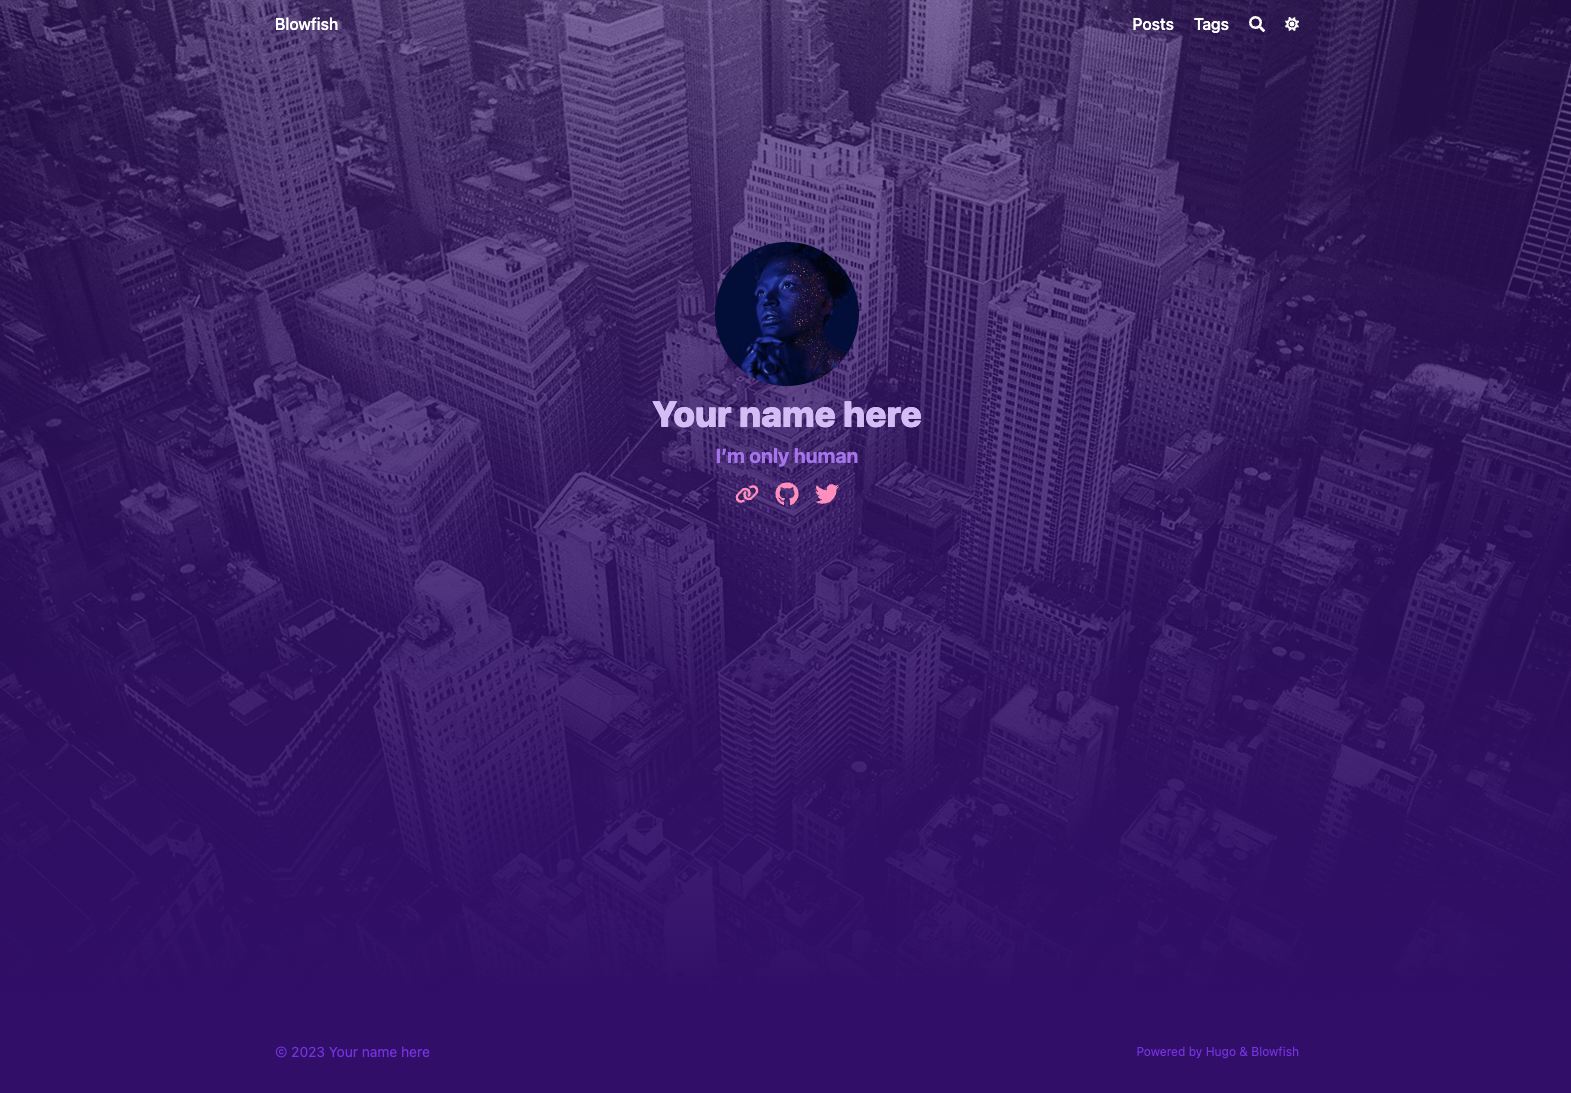 Blowfish
Posts Tags
Your name here
I'm only human
© 2023 Your name here
Powered by Hugo & Blowfish